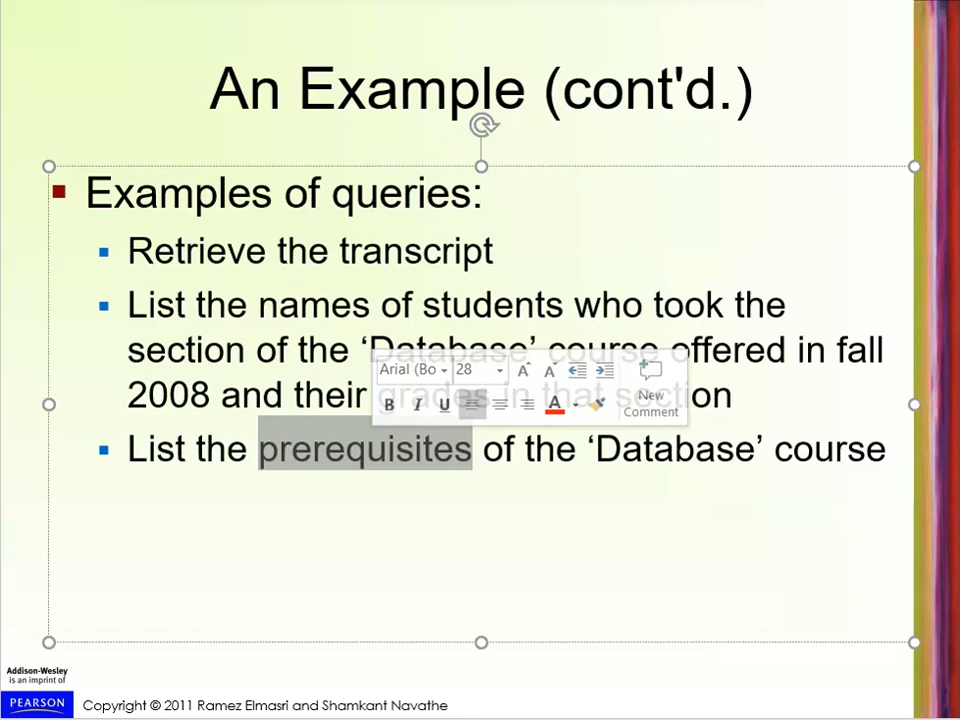 An Example (cont'd.)
Examples of queries:
Retrieve the transcript
List the names of students who took the
section of the ‘Database’ course offered in fall
2008 and their grades in that section
Arial (Bo 28 A A
B I U A New
Comment
List the prerequisites of the ‘Database’ course
Addison-Wesley
is an imprint of
PEARSON
Copyright © 2011 Ramez Elmasri and Shamkant Navathe